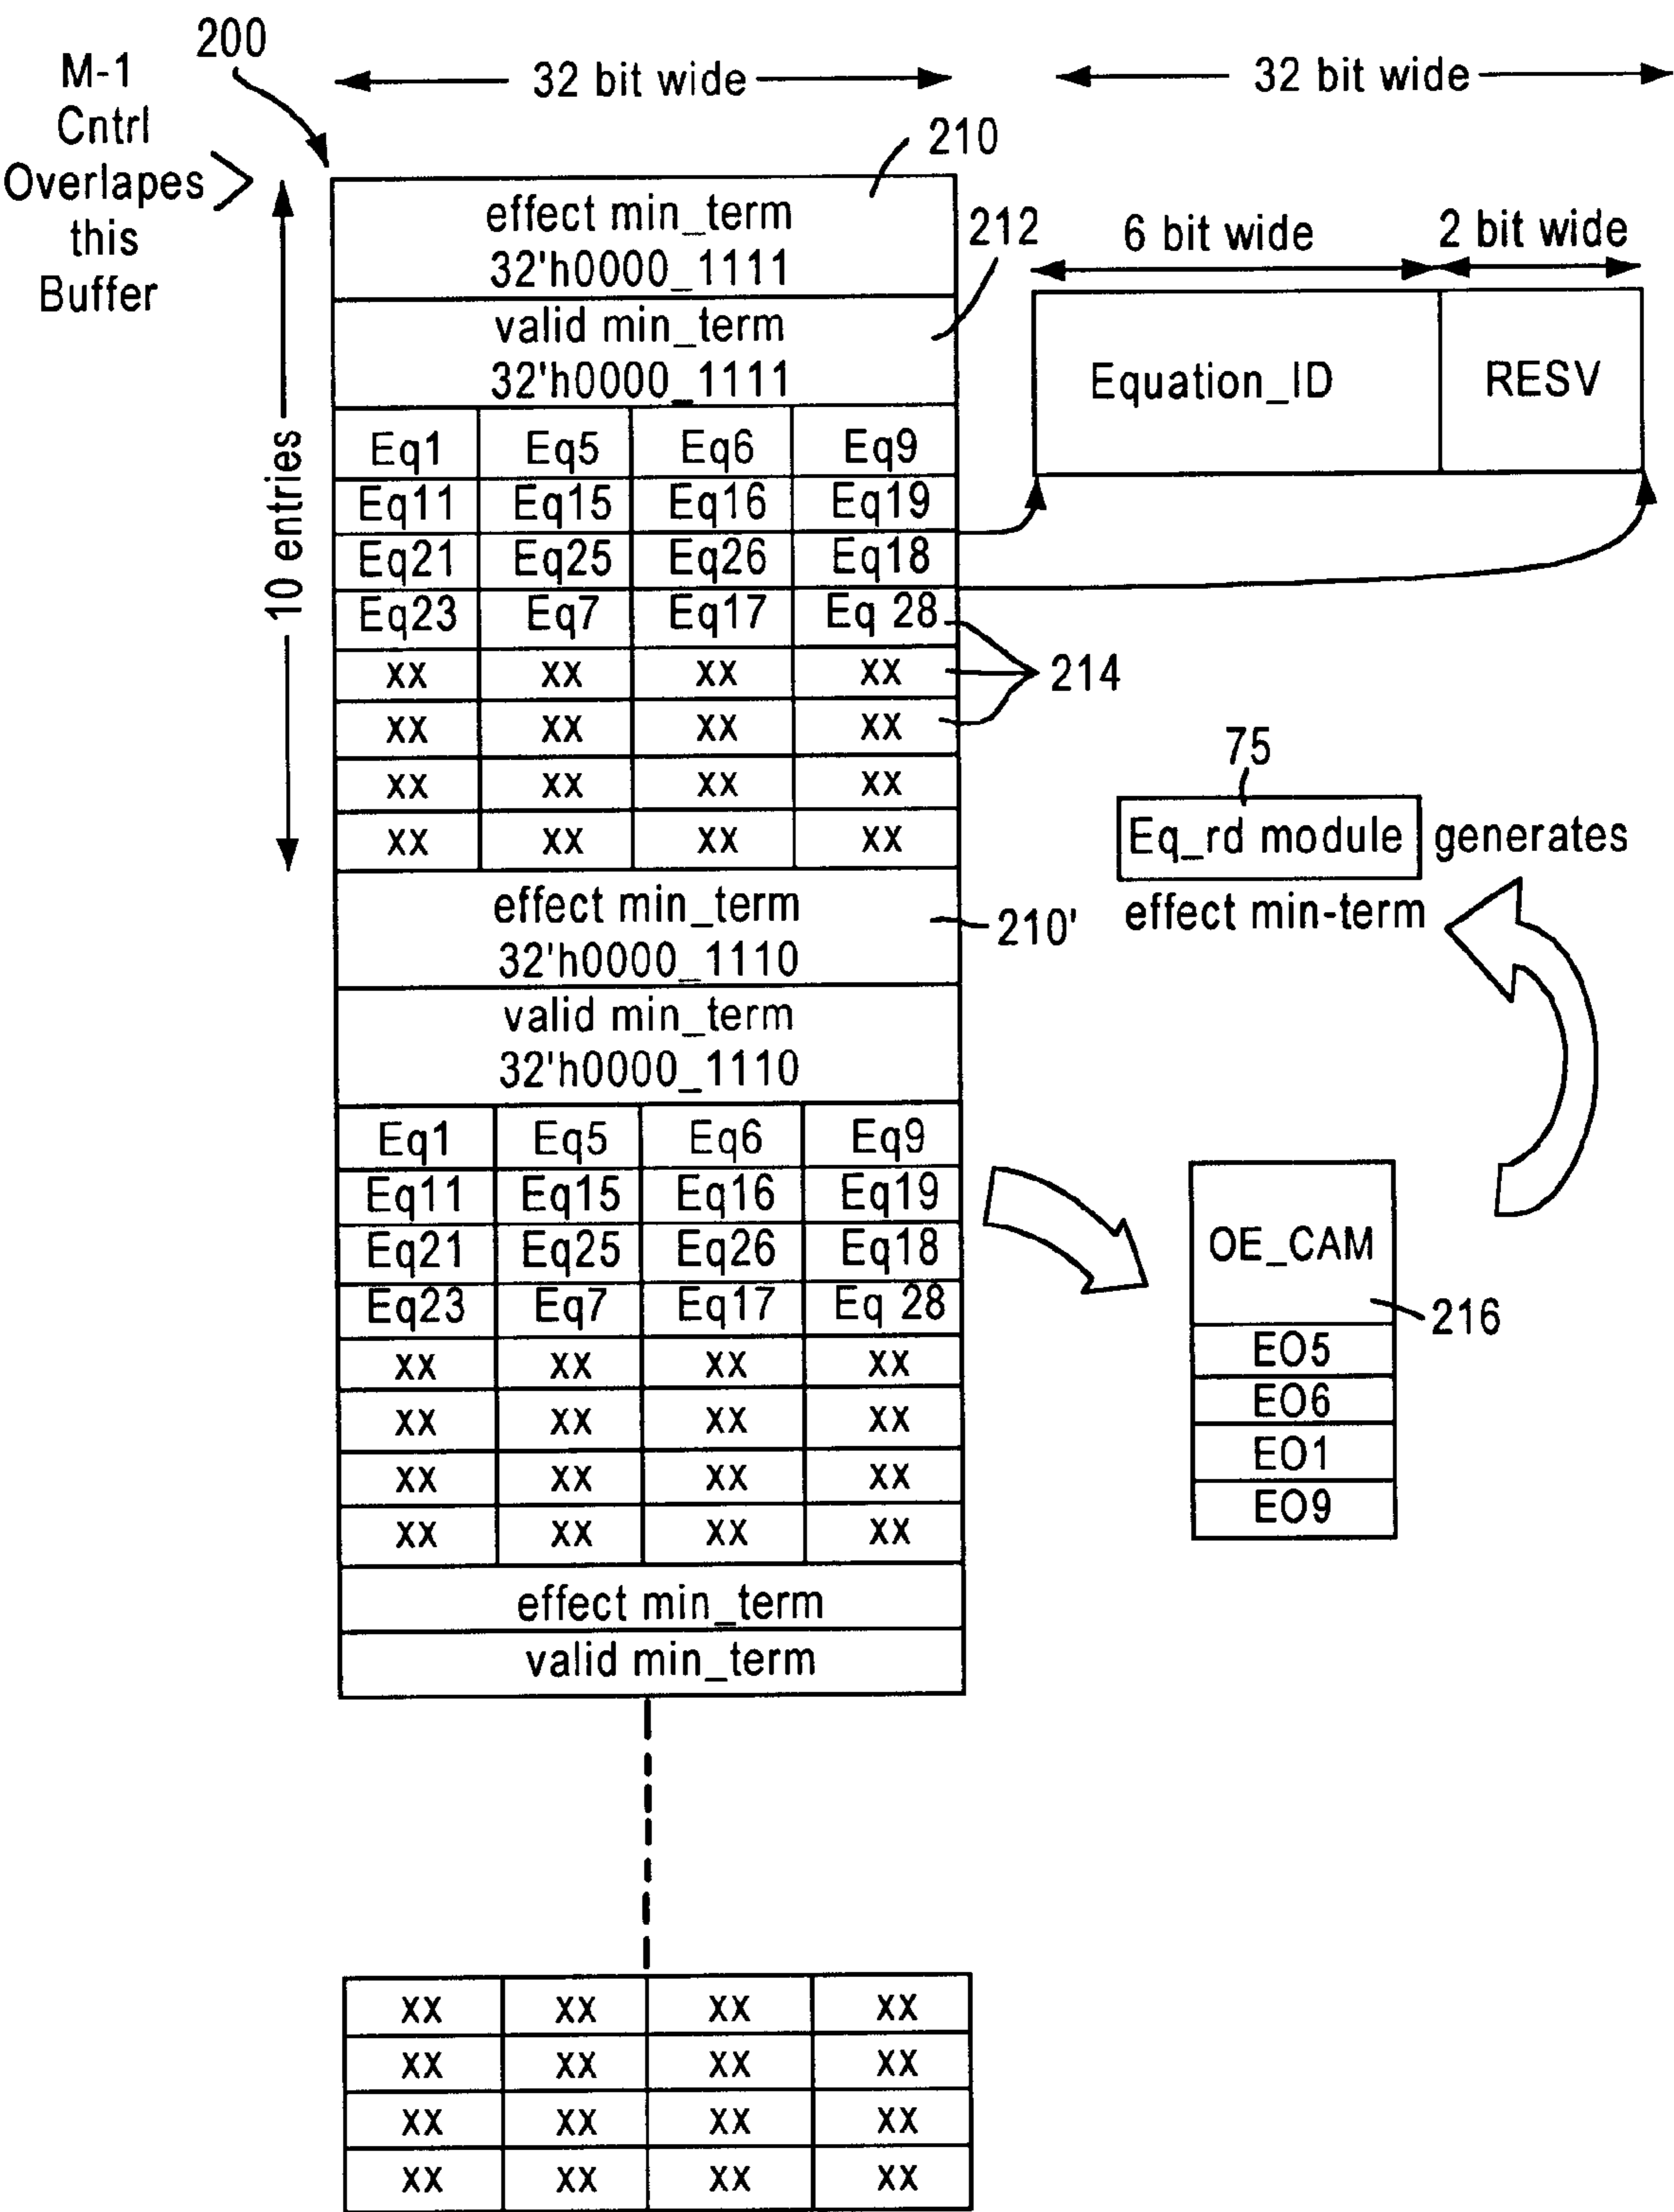 200
M-1
Cntrl
Overlapes
this
Buffer
32 bit wide
32 bit wide
210
212
10 entries
effect min_term
32'h0000_1111
valid min_term
32'h0000_1111
Eq1 Eq5 Eq6 Eq9
Eq11 Eq15 Eq16 Eq19
Eq21 Eq25 Eq26 Eq18
Eq23 Eq7 Eq17 Eq 28
xx xx xx xx
xx xx xx xx
xx xx xx xx
xx xx xx xx
6 bit wide 2 bit wide
Equation_ID RESV
214
75
Eq_rd module generates
effect min-term
effect min_term
32'h0000_1110
210'
valid min_term
32'h0000_1110
Eq1 Eq5 Eq6 Eq9
Eq11 Eq15 Eq16 Eq19
Eq21 Eq25 Eq26 Eq18
Eq23 Eq7 Eq17 Eq 28
xx xx xx xx
xx xx xx xx
xx xx xx xx
xx xx xx xx
OE_CAM
216
EO5
EO6
EO1
EO9
effect min_term
valid min_term
xx xx xx xx
xx xx xx xx
xx xx xx xx
xx xx xx xx